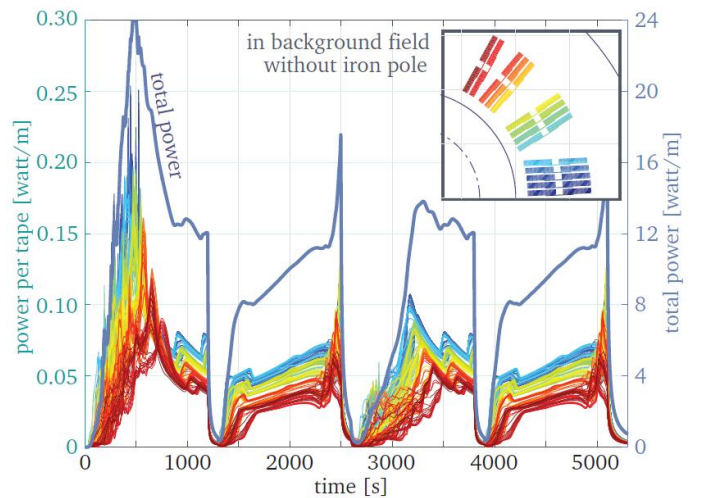 0.30
0.25
0.20
0.15
0.10
0.05
0
power per tape [watt/m]
in background field
without iron pole
total power
24
20
16
12
8
4
0
total power [watt/m]
0 1000 2000 3000 4000 5000
time [s]